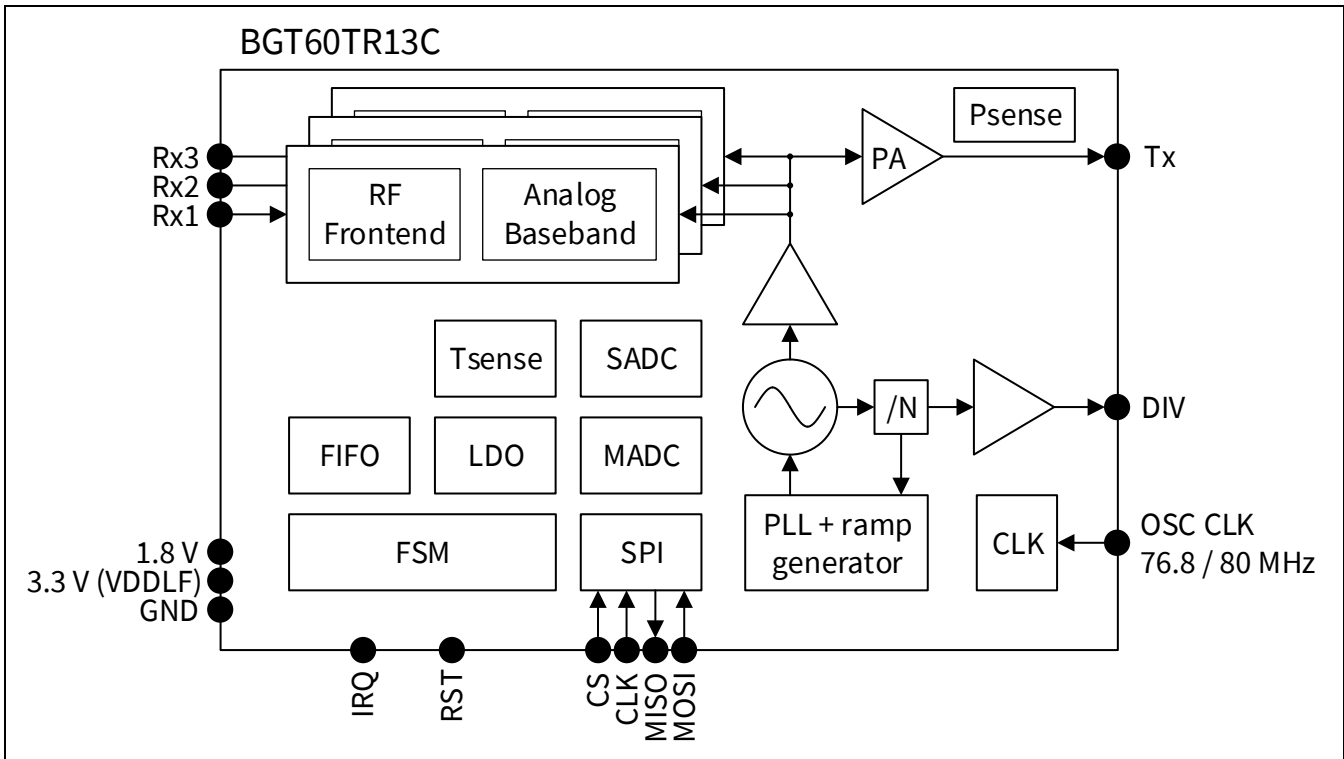 BGT60TR13C
Psense
Rx3
Rx2
Rx1
RF
Frontend
Analog
Baseband
PA
Tx
Tsense
SADC
/N
DIV
FIFO
LDO
MADC
FSM
SPI
PLL + ramp
generator
CLK
OSC CLK
76.8 / 80 MHz
1.8 V
3.3 V (VDDLF)
GND
IRQ
RST
CS
CLK
MISO
MOSI